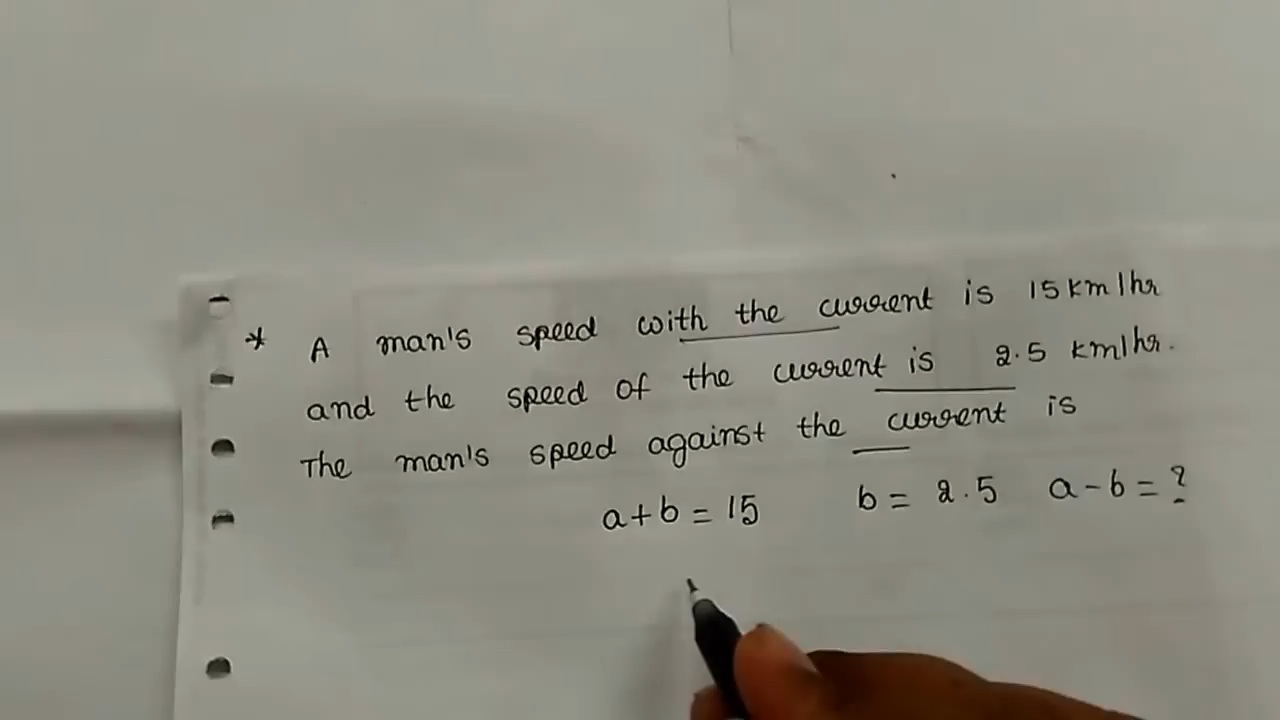 * A man's speed with the current is 15 km/hr
and the speed of the current is 2.5 km/hr.
The man's speed against the current is
a+b = 15 b = 2.5 a-b = ?